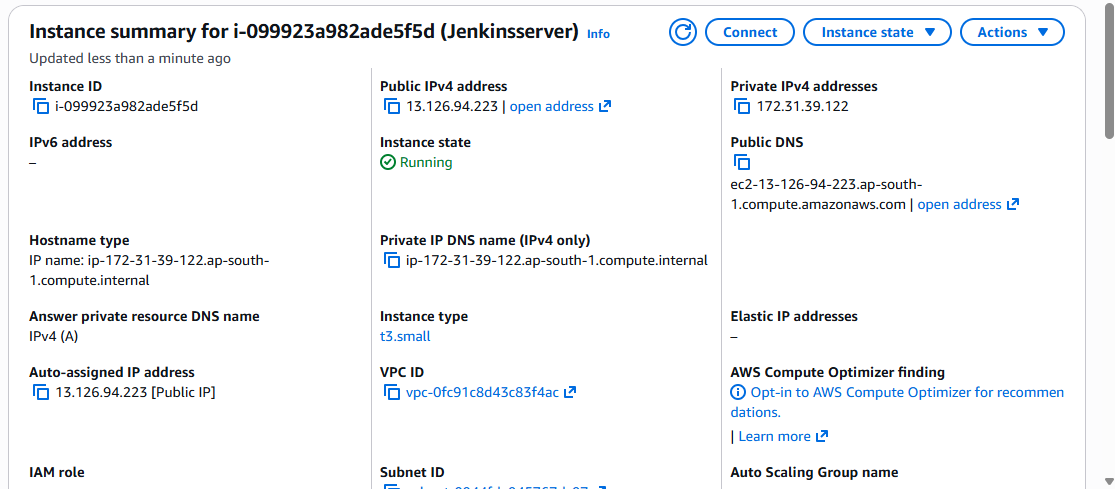 Instance summary for i-099923a982ade5f5d (Jenkinsserver) Info
Connect
Instance state
Actions
Updated less than a minute ago
Instance ID
i-099923a982ade5f5d
Public IPv4 address
13.126.94.223 | open address
Private IPv4 addresses
172.31.39.122
IPv6 address
–
Instance state
Running
Public DNS
ec2-13-126-94-223.ap-south-
1.compute.amazonaws.com | open address
Hostname type
IP name: ip-172-31-39-122.ap-south-
1.compute.internal
Private IP DNS name (IPv4 only)
ip-172-31-39-122.ap-south-1.compute.internal
Answer private resource DNS name
IPv4 (A)
Instance type
t3.small
Elastic IP addresses
–
Auto-assigned IP address
13.126.94.223 [Public IP]
VPC ID
vpc-0fc91c8d43c83f4ac
AWS Compute Optimizer finding
Opt-in to AWS Compute Optimizer for recommen
dations.
| Learn more
IAM role
Subnet ID
Auto Scaling Group name